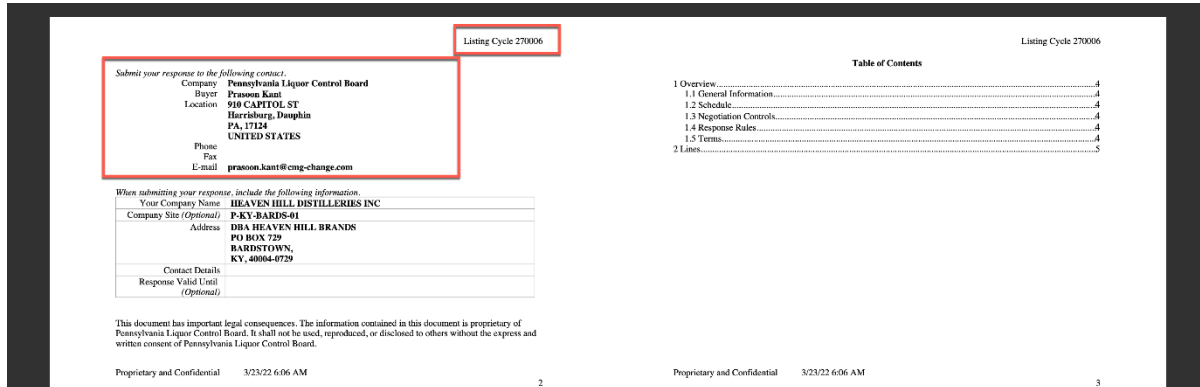 Listing Cycle 270006
Submit your response to the following contact.
Company Pennsylvania Liquor Control Board
Buyer Prasoon Kant
Location 910 CAPITOL ST
Harrisburg, Dauphin
PA, 17124
UNITED STATES
Phone
Fax
E-mail prasoon.kant@cmg-change.com
When submitting your response, include the following information.
Your Company Name HEAVEN HILL DISTILLERIES INC
Company Site (Optional) P-KY-BARDS-01
Address DBA HEAVEN HILL BRANDS
PO BOX 729
BARDSTOWN,
KY, 40004-0729
Contact Details
Response Valid Until
(Optional)
This document has important legal consequences. The information contained in this document is proprietary of
Pennsylvania Liquor Control Board. It shall not be used, reproduced, or disclosed to others without the express and
written consent of Pennsylvania Liquor Control Board.
Proprietary and Confidential 3/23/22 6:06 AM
2
Listing Cycle 270006
Table of Contents
1 Overview....4
1.1 General Information....4
1.2 Schedule....4
1.3 Negotiation Controls....4
1.4 Response Rules....4
1.5 Terms....4
2 Lines....5
Proprietary and Confidential 3/23/22 6:06 AM
3